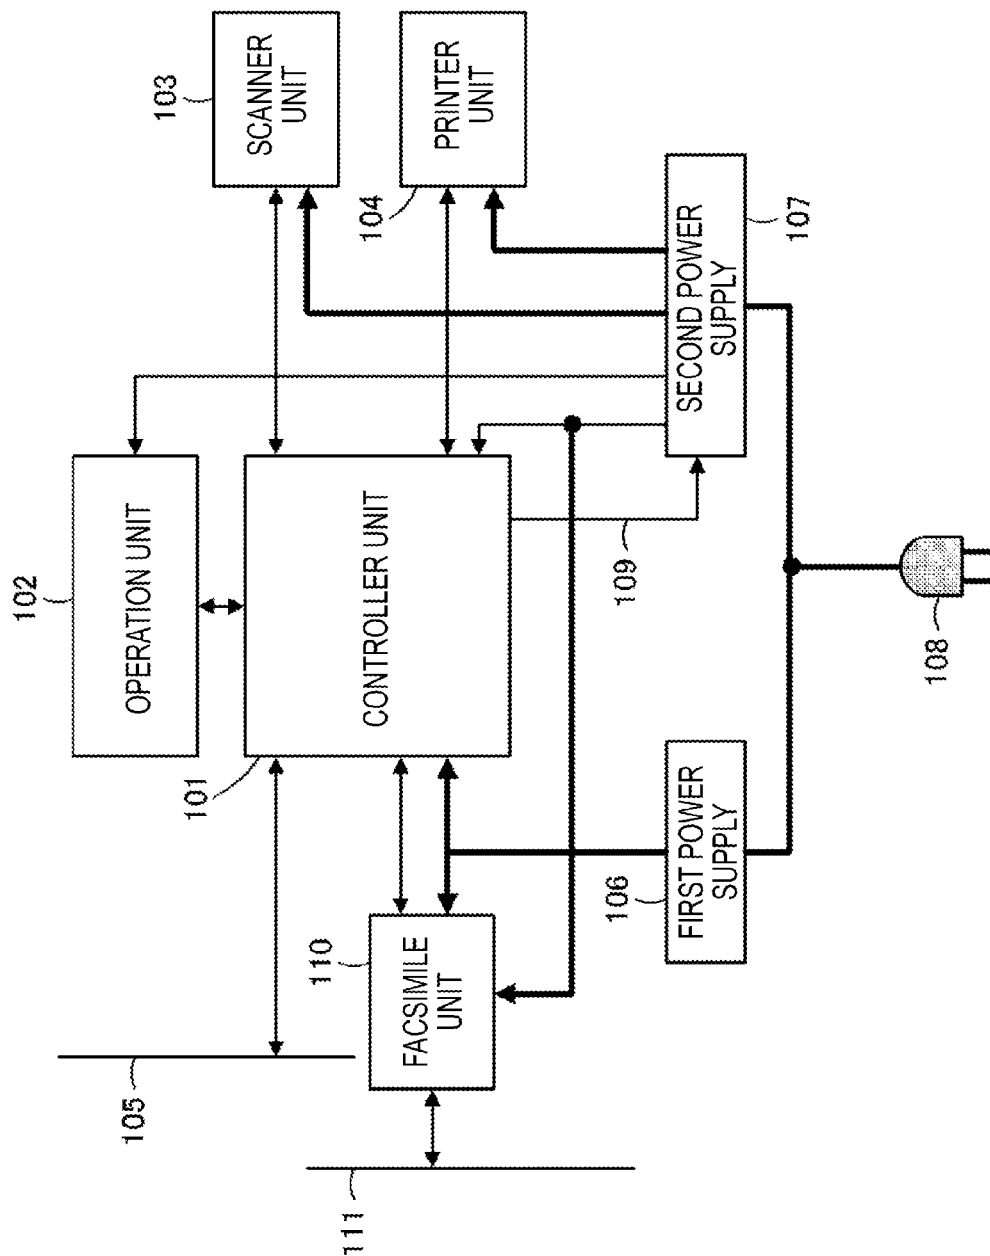 102
OPERATION UNIT
103
SCANNER
UNIT
104
PRINTER
UNIT
101
CONTROLLER UNIT
105
110
FACSIMILE
UNIT
111
109
106
FIRST POWER
SUPPLY
107
SECOND POWER
SUPPLY
108